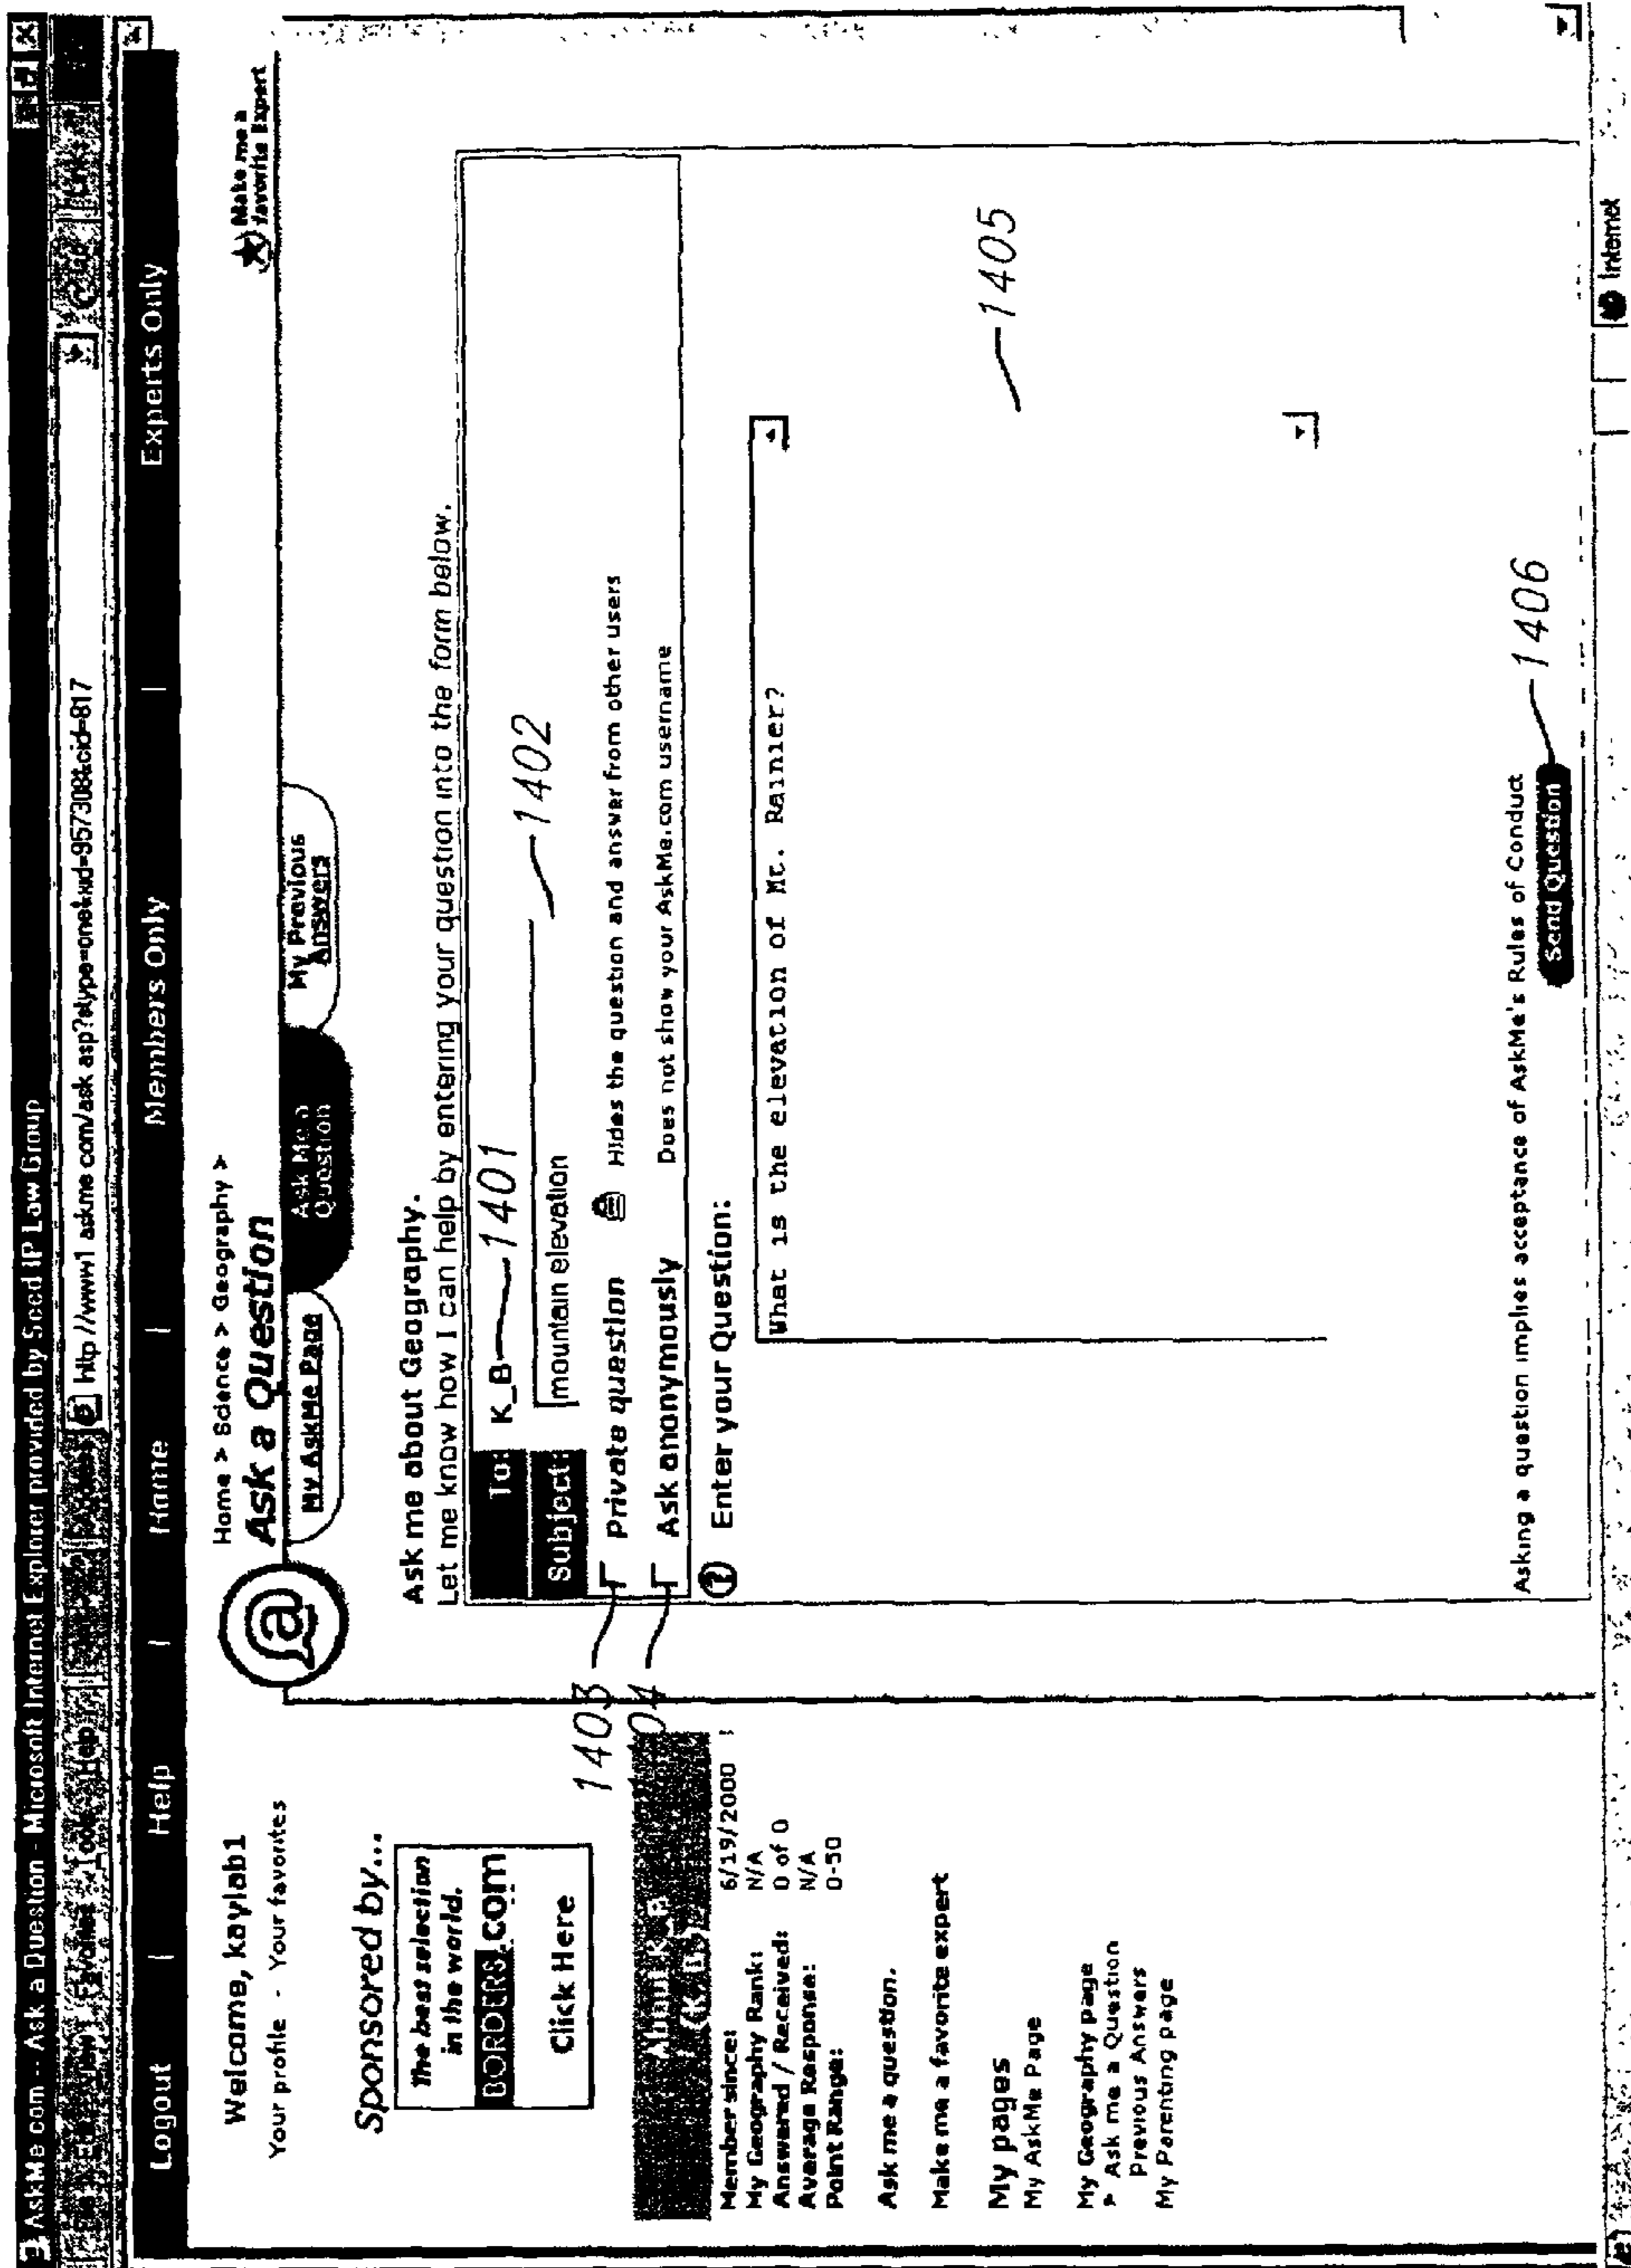 AskMe com -- Ask a Question - Microsoft Internet Explorer provided by Seed IP Law Group
Favorites Tools Help
http //www1 askme com/ask asp?
Logout | Help | Home | Members Only | Experts Only
Welcome, kaylab1
Your profile - Your favorites
Sponsored by...
The best selection
in the world.
BORDERS.com
Click Here
Member since: 6/19/2000
My Geography Rank: N/A
Answered / Received: 0 of 0
Average Response: N/A
Point Range: 0-50
Ask me a question.
Make me a favorite expert
My pages
My AskMe Page
My Geography page
Ask me a Question
Previous Answers
My Parenting page
Home > Science > Geography >
@ Ask a Question
Make me a
favorite Expert
My AskMe Page
Ask Me a
Question
My Previous
Answers
Ask me about Geography.
Let me know how I can help by entering your question into the form below.
To: K_B 1401
Subject: mountain elevation 1402
1403 Private question Hides the question and answer from other users
04 Ask anonymously Does not show your AskMe.com username
? Enter your Question:
What is the elevation of Mt. Rainier?
1405
Asking a question implies acceptance of AskMe's Rules of Conduct
Send Question 1406
Internet